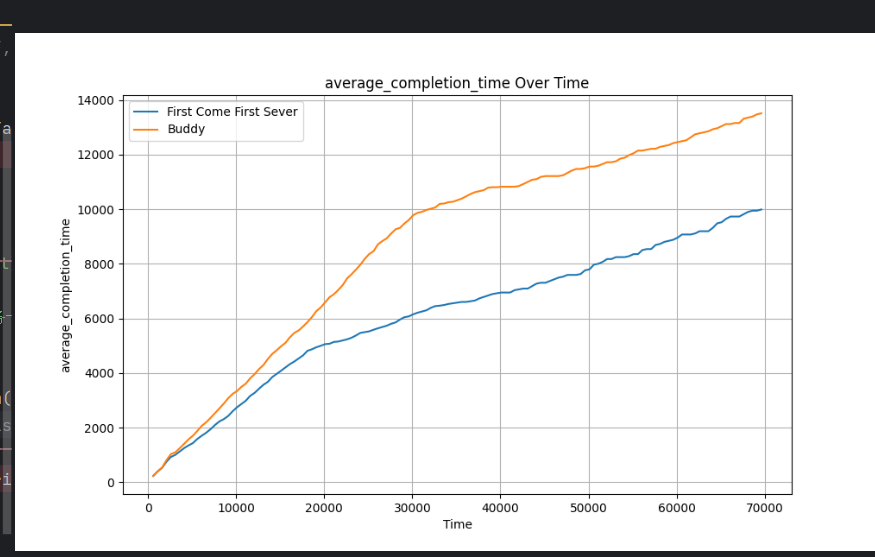 average_completion_time Over Time
First Come First Sever
Buddy
average_completion_time
14000
12000
10000
8000
6000
4000
2000
0
0 10000 20000 30000 40000 50000 60000 70000
Time